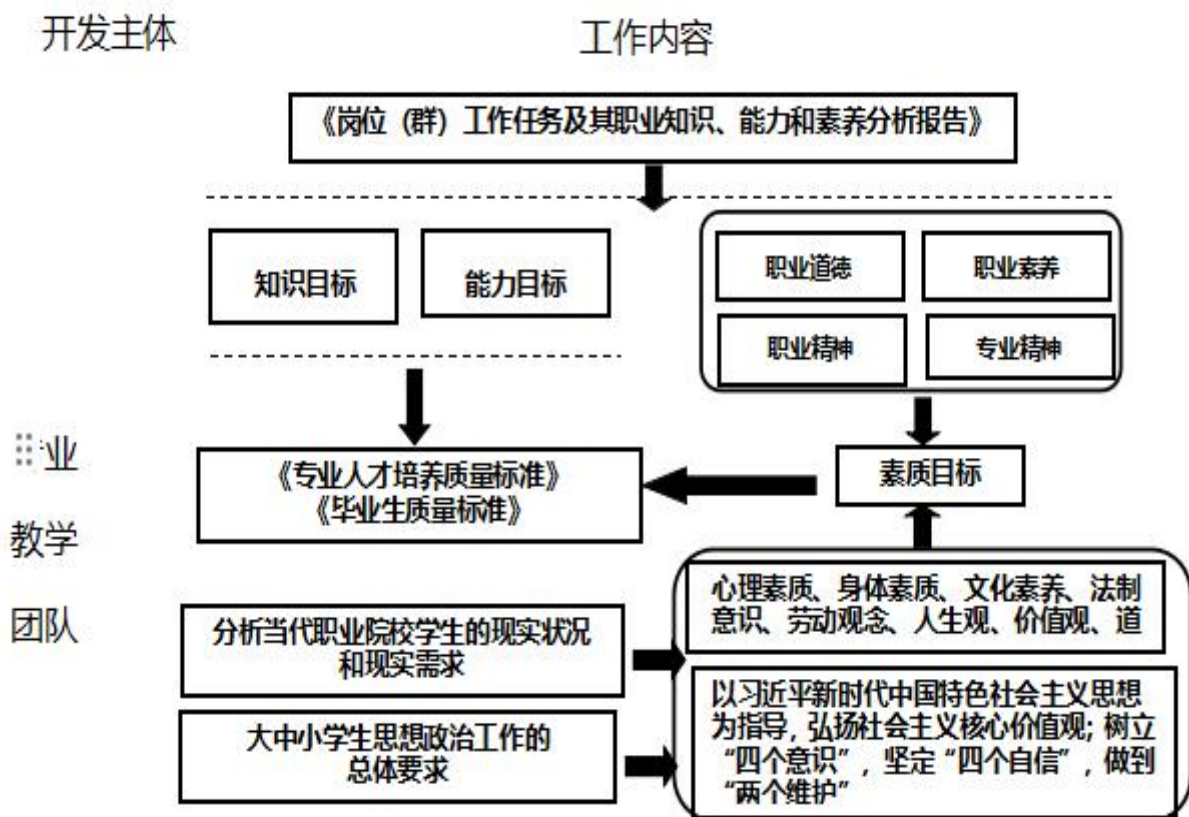 开发主体
工作内容
《岗位（群）工作任务及其职业知识、能力和素养分析报告》
知识目标
能力目标
职业道德
职业素养
职业精神
专业精神
业
教学
团队
《专业人才培养质量标准》
《毕业生质量标准》
素质目标
分析当代职业院校学生的现实状况
和现实需求
大中小学生思想政治工作的
总体要求
心理素质、身体素质、文化素养、法制
意识、劳动观念、人生观、价值观、道
以习近平新时代中国特色社会主义思想
为指导，弘扬社会主义核心价值观；树立
“四个意识”，坚定“四个自信”，做到
“两个维护”